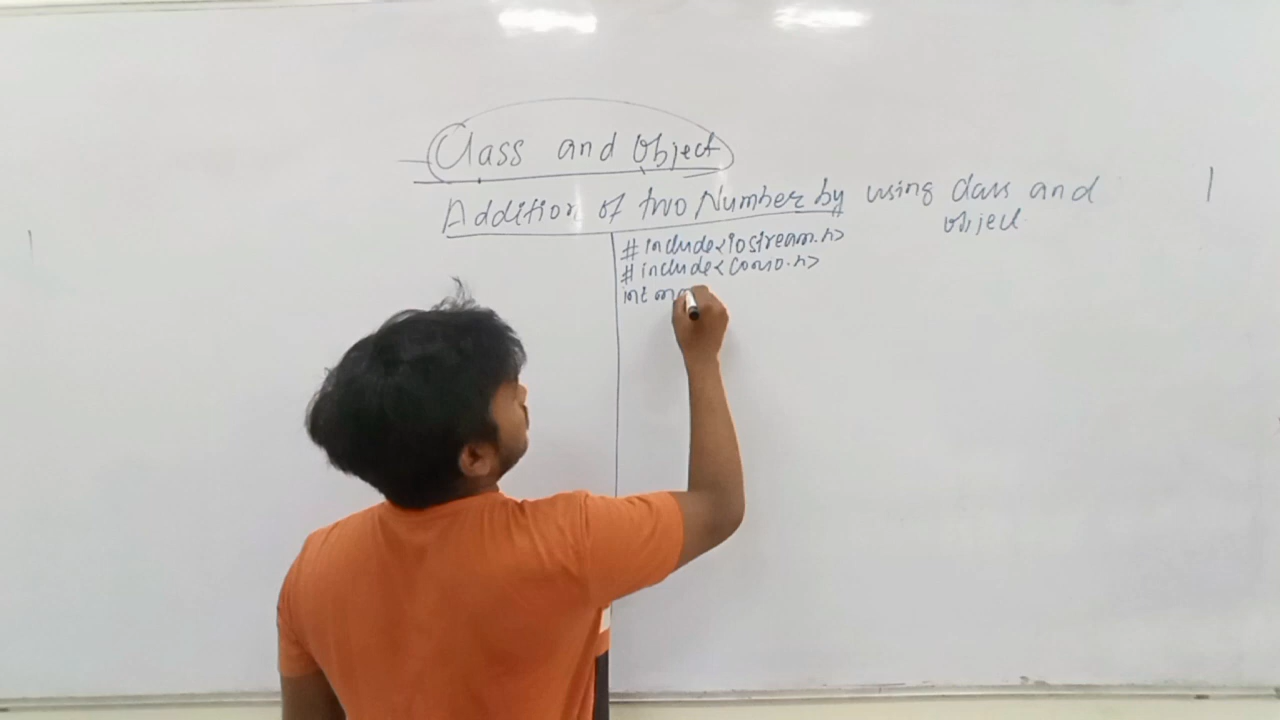 Class and Object
Addition of two Number by using class and
object
# include<iostream.h>
# include<conio.h>
int ma